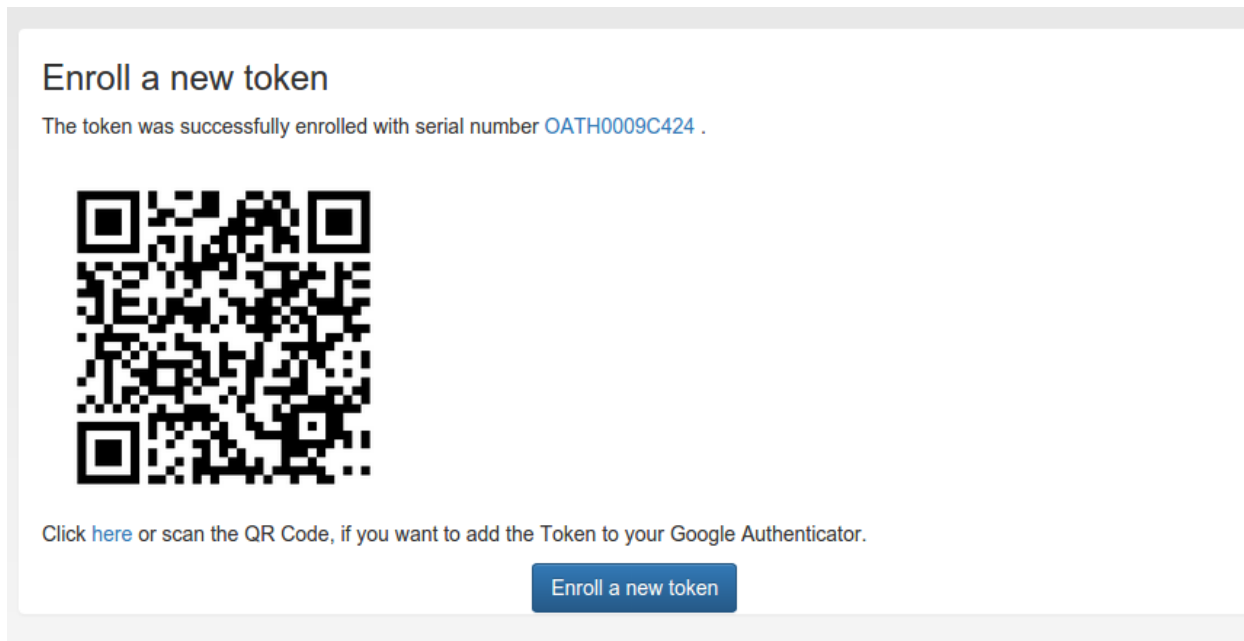 Enroll a new token
The token was successfully enrolled with serial number OATH0009C424 .
Click here or scan the QR Code, if you want to add the Token to your Google Authenticator.
Enroll a new token